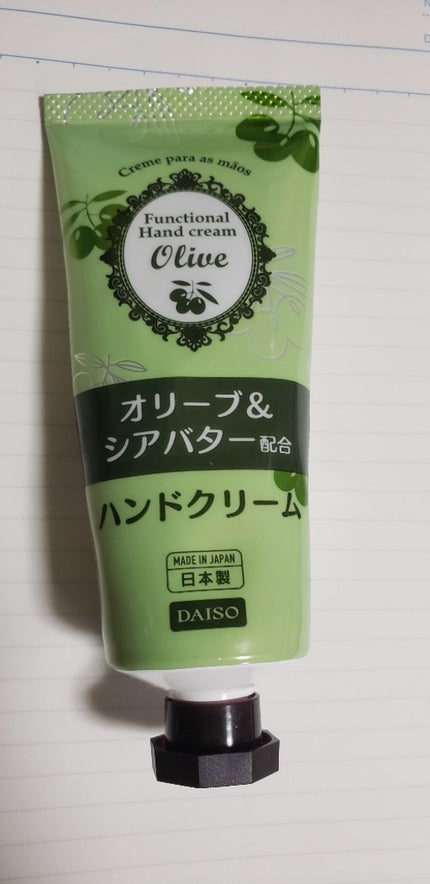 Creme para as mãos
Functional
Hand cream
Olive
オリーブ&
シアバター配合
ハンドクリーム
MADE IN JAPAN
日本製
DAISO